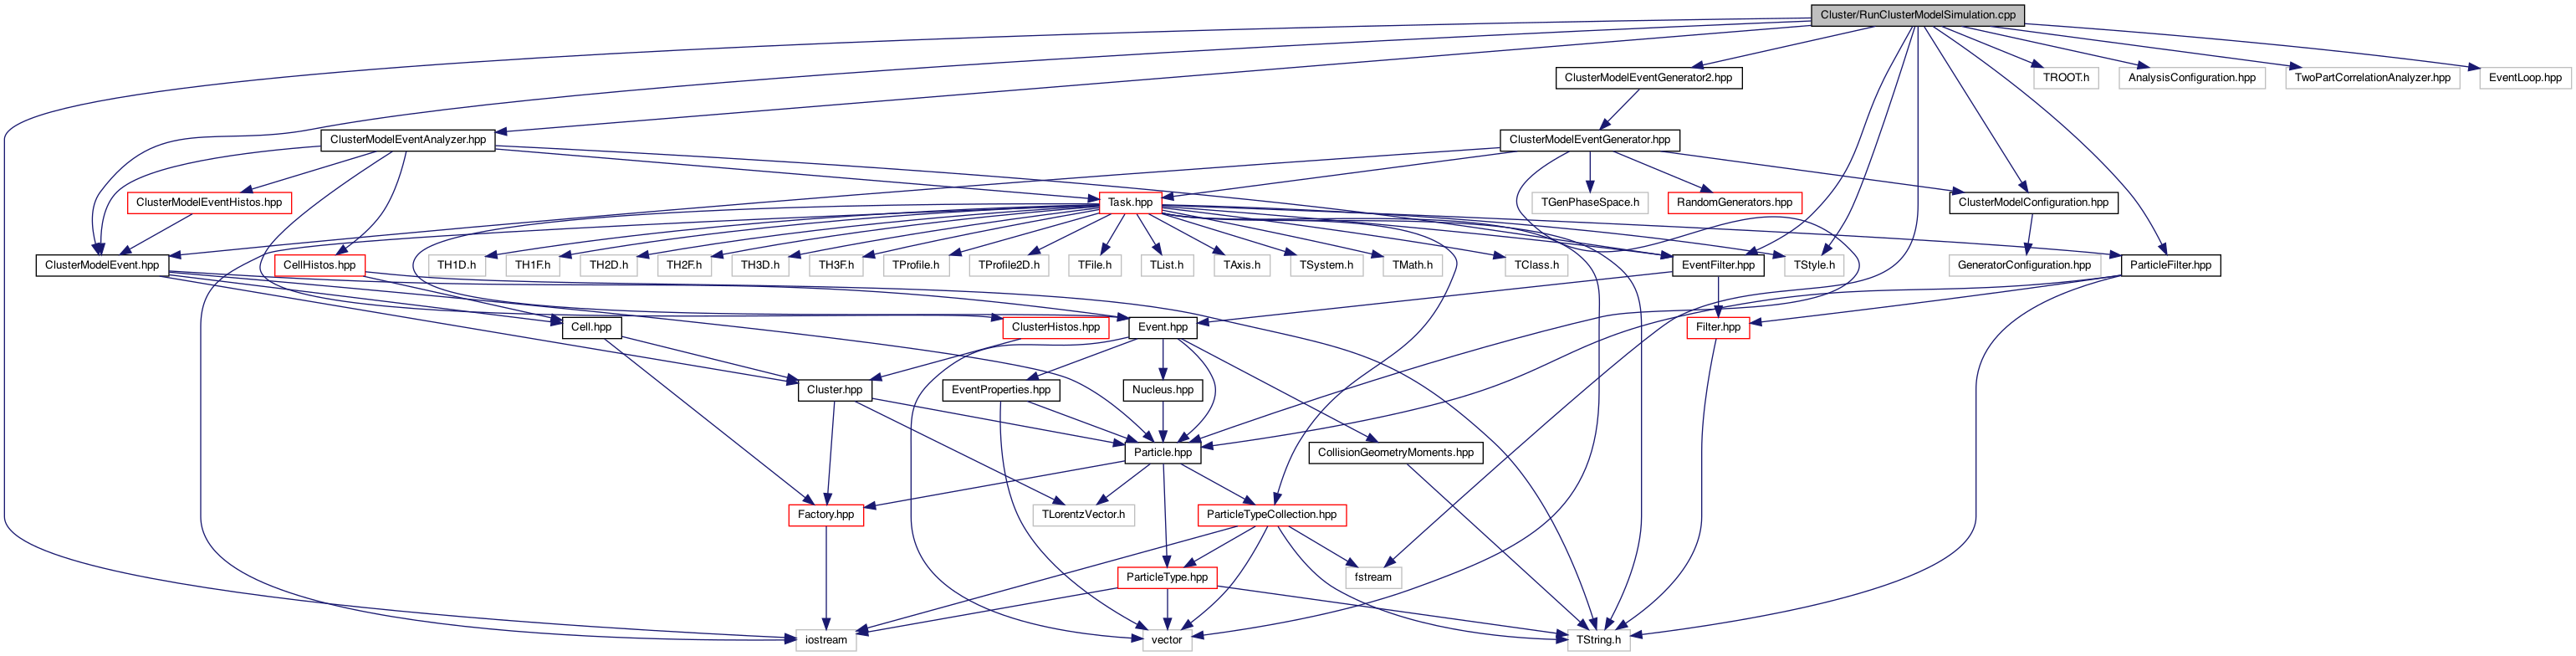 Cluster/RunClusterModelSimulation.cpp
ClusterModelEventGenerator2.hpp
TROOT.h
AnalysisConfiguration.hpp
TwoPartCorrelationAnalyzer.hpp
EventLoop.hpp
ClusterModelEventAnalyzer.hpp
ClusterModelEventGenerator.hpp
ClusterModelEventHistos.hpp
Task.hpp
TGenPhaseSpace.h
RandomGenerators.hpp
ClusterModelConfiguration.hpp
ClusterModelEvent.hpp
CellHistos.hpp
TH1D.h
TH1F.h
TH2D.h
TH2F.h
TH3D.h
TH3F.h
TProfile.h
TProfile2D.h
TFile.h
TList.h
TAxis.h
TSystem.h
TMath.h
TClass.h
EventFilter.hpp
TStyle.h
GeneratorConfiguration.hpp
ParticleFilter.hpp
Cell.hpp
ClusterHistos.hpp
Event.hpp
Filter.hpp
Cluster.hpp
EventProperties.hpp
Nucleus.hpp
Particle.hpp
CollisionGeometryMoments.hpp
Factory.hpp
TLorentzVector.h
ParticleTypeCollection.hpp
ParticleType.hpp
fstream
iostream
vector
TString.h